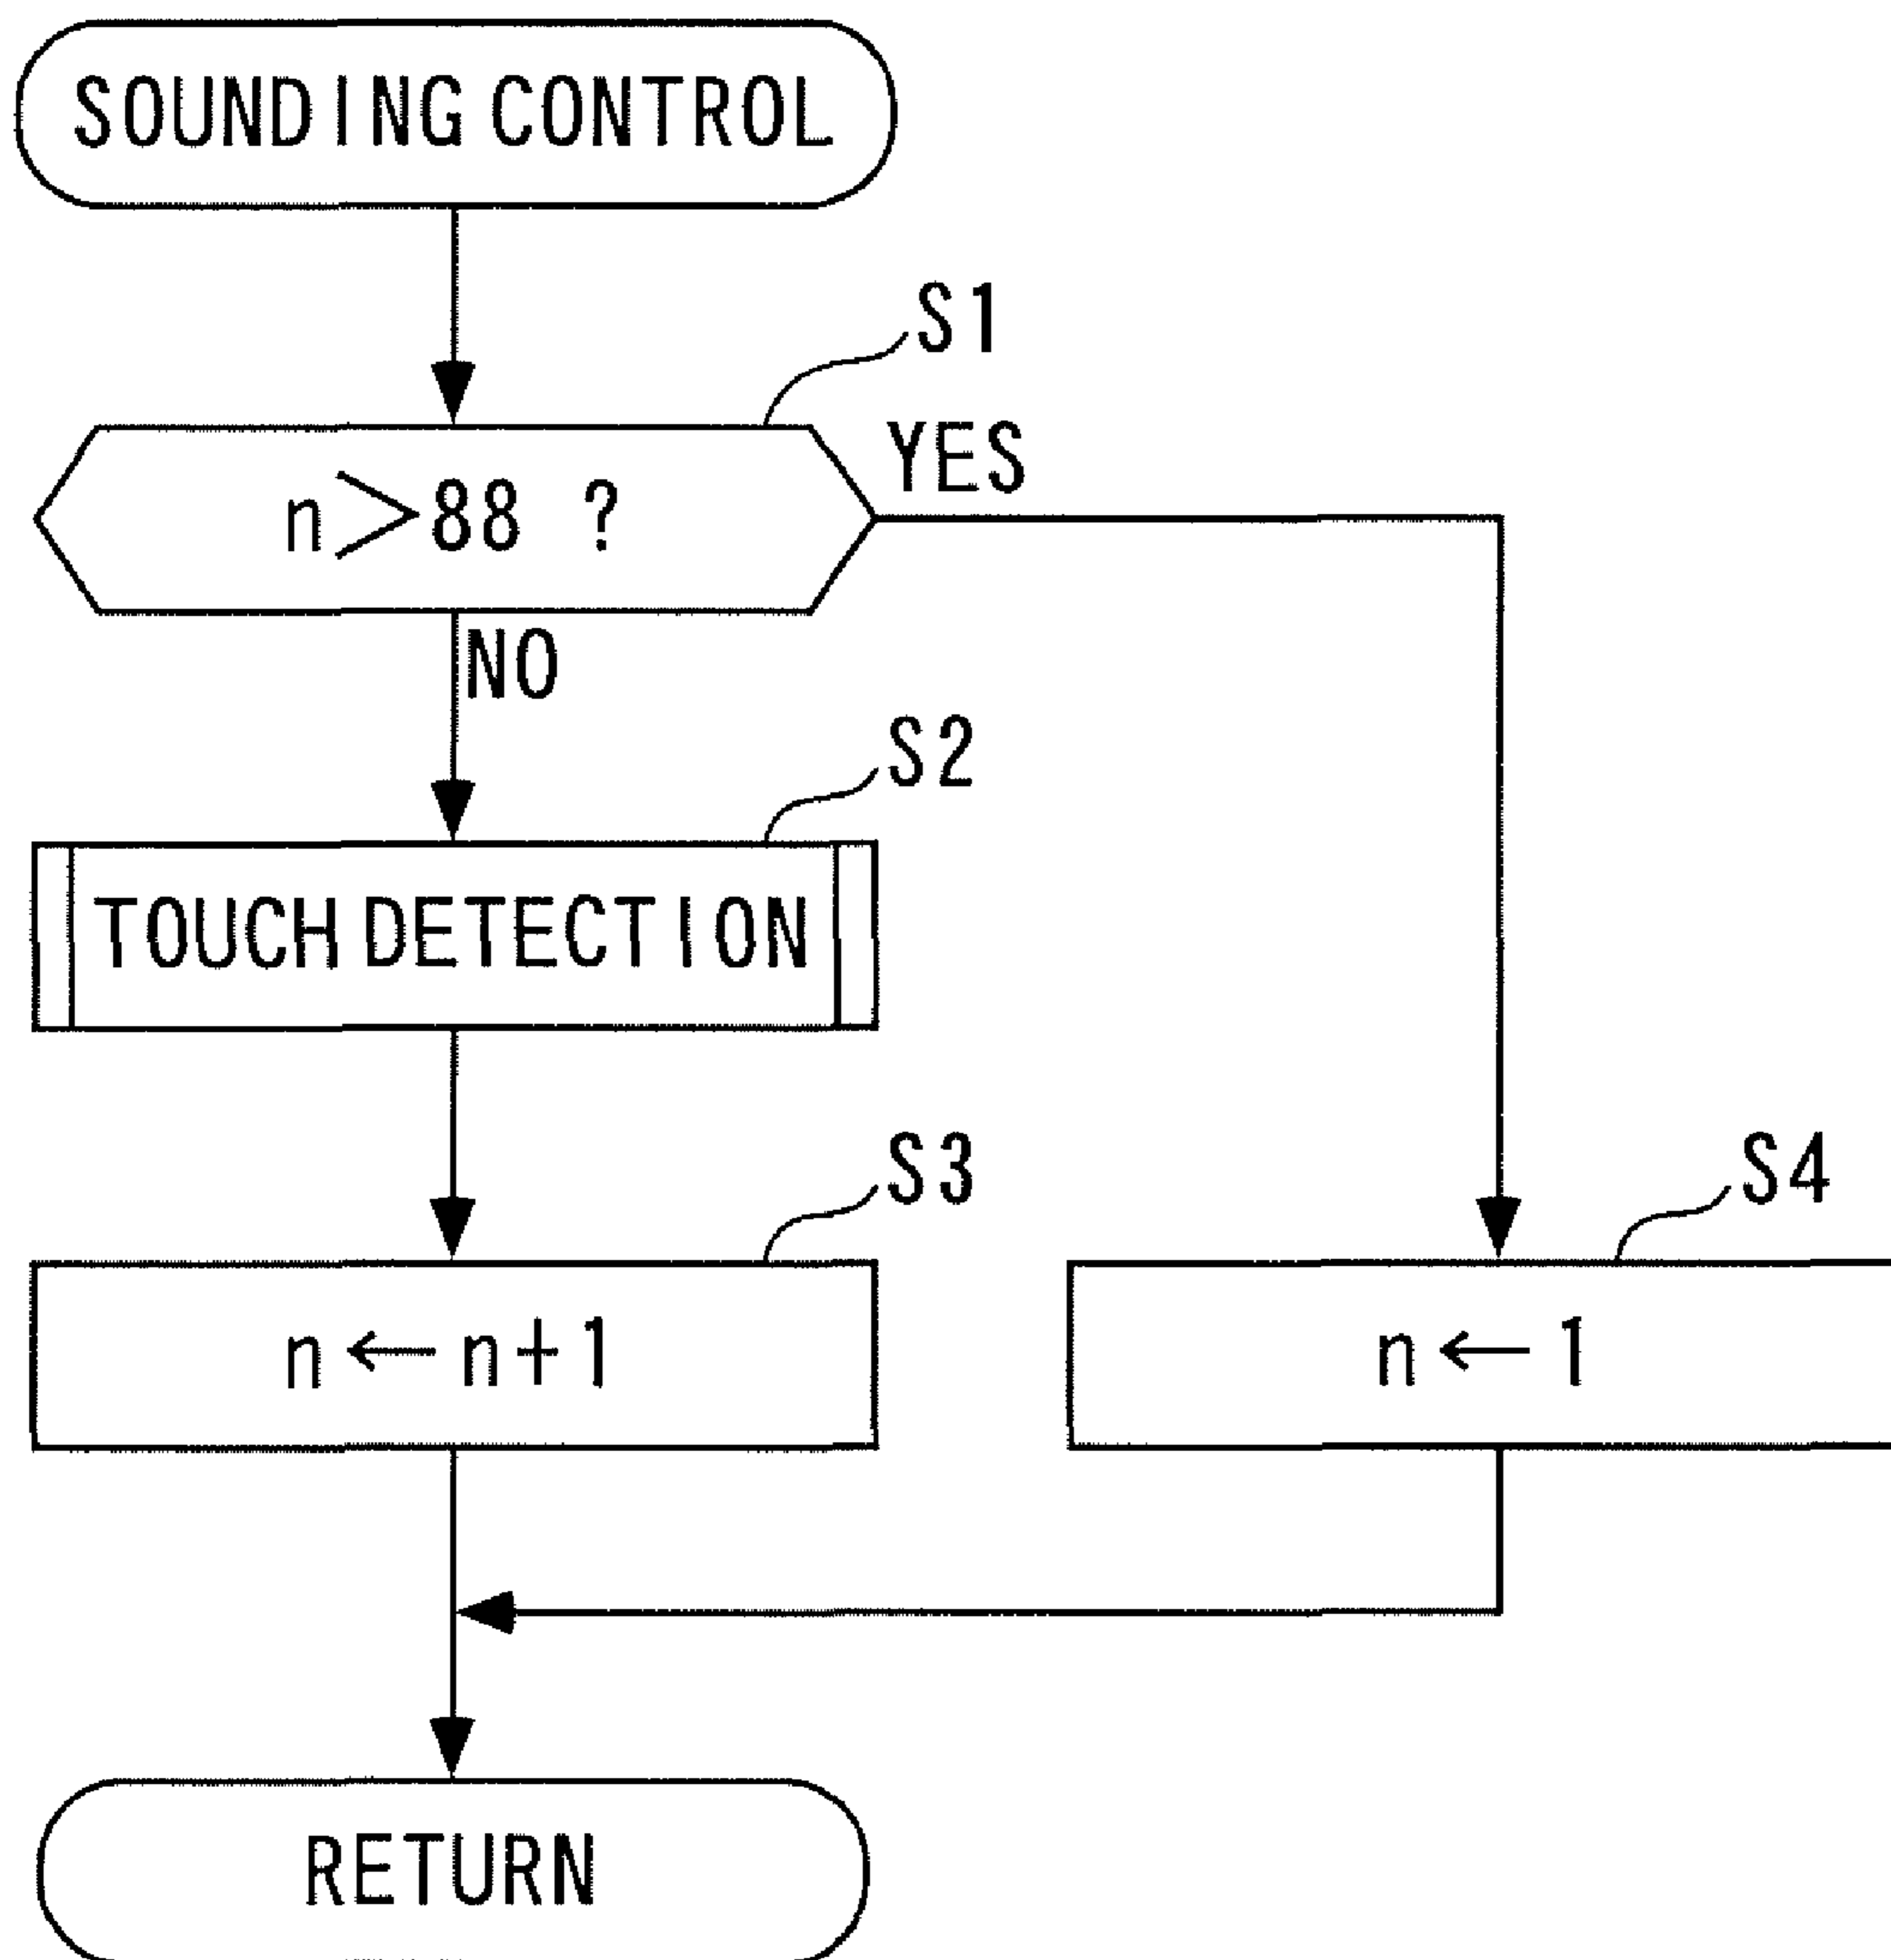 SOUNDING CONTROL
S1
n>88 ?
YES
NO
S2
TOUCH DETECTION
S3
n←n+1
S4
n←1
RETURN